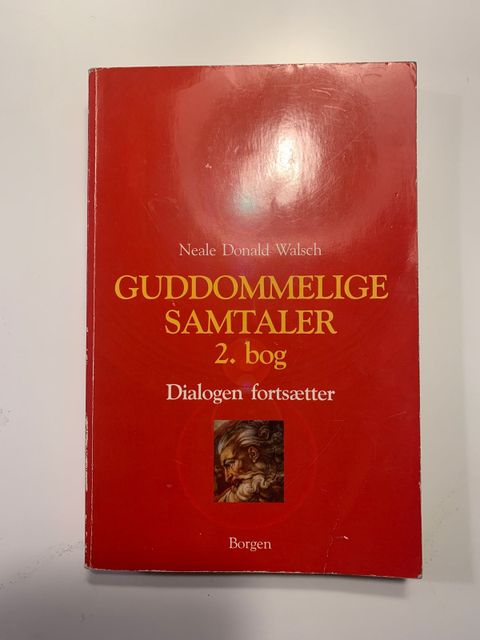 Neale Donald Walsch
GUDDOMMELIGE
SAMTALER
2. bog
Dialogen fortsætter
Borgen